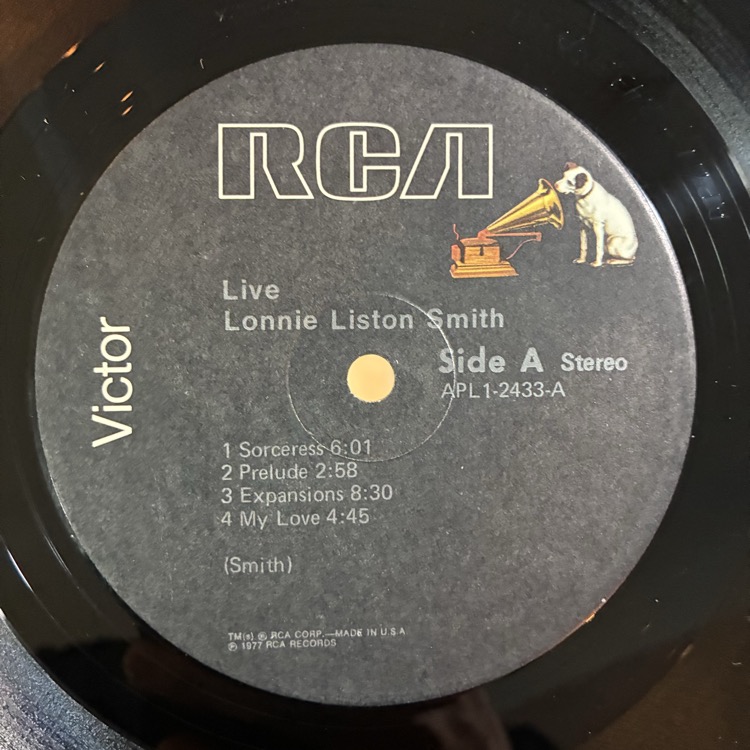 RCA
Live
Lonnie Liston Smith
Side A Stereo
APL1-2433-A
Victor
1 Sorceress 6:01
2 Prelude 2:58
3 Expansions 8:30
4 My Love 4:45
(Smith)
TM(s) ® RCA CORP.—MADE IN U.S.A
℗ 1977 RCA RECORDS